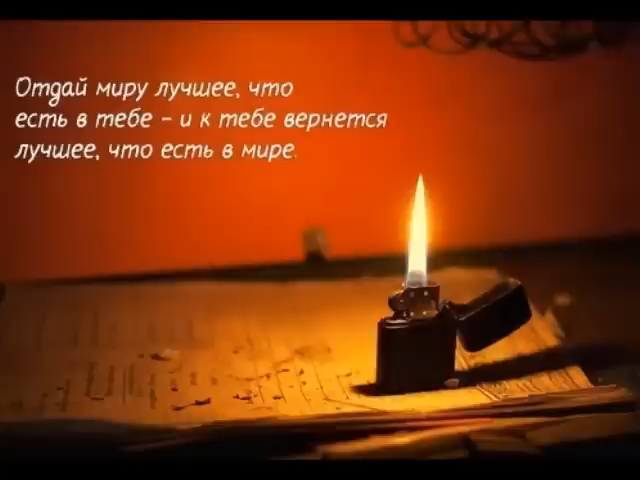 Отдай миру лучшее, что
есть в тебе - и к тебе вернется
лучшее, что есть в мире.